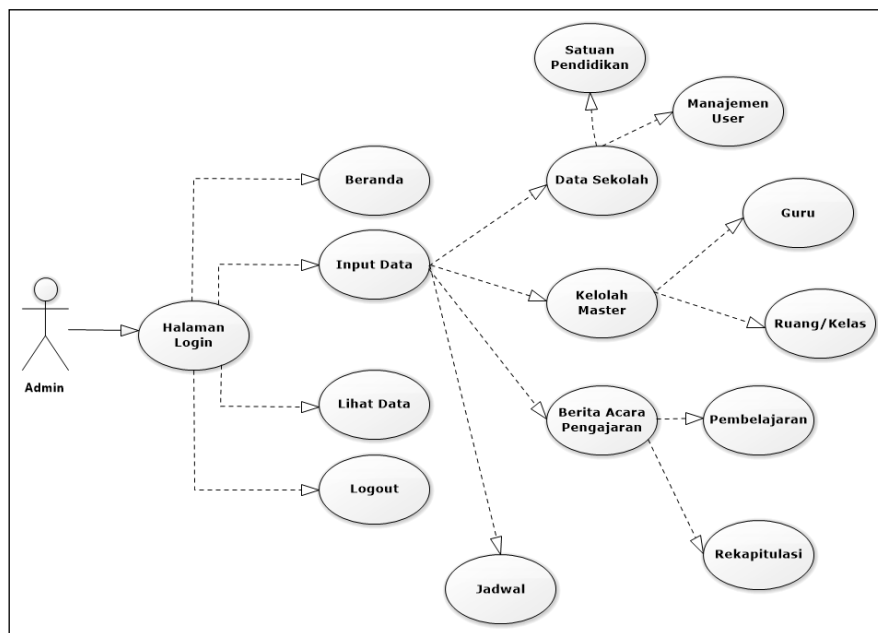 Satuan
Pendidikan
Manajemen
User
Beranda
Data Sekolah
Guru
Input Data
Kelolah
Master
Halaman
Login
Ruang/Kelas
Admin
Lihat Data
Berita Acara
Pengajaran
Pembelajaran
Logout
Rekapitulasi
Jadwal